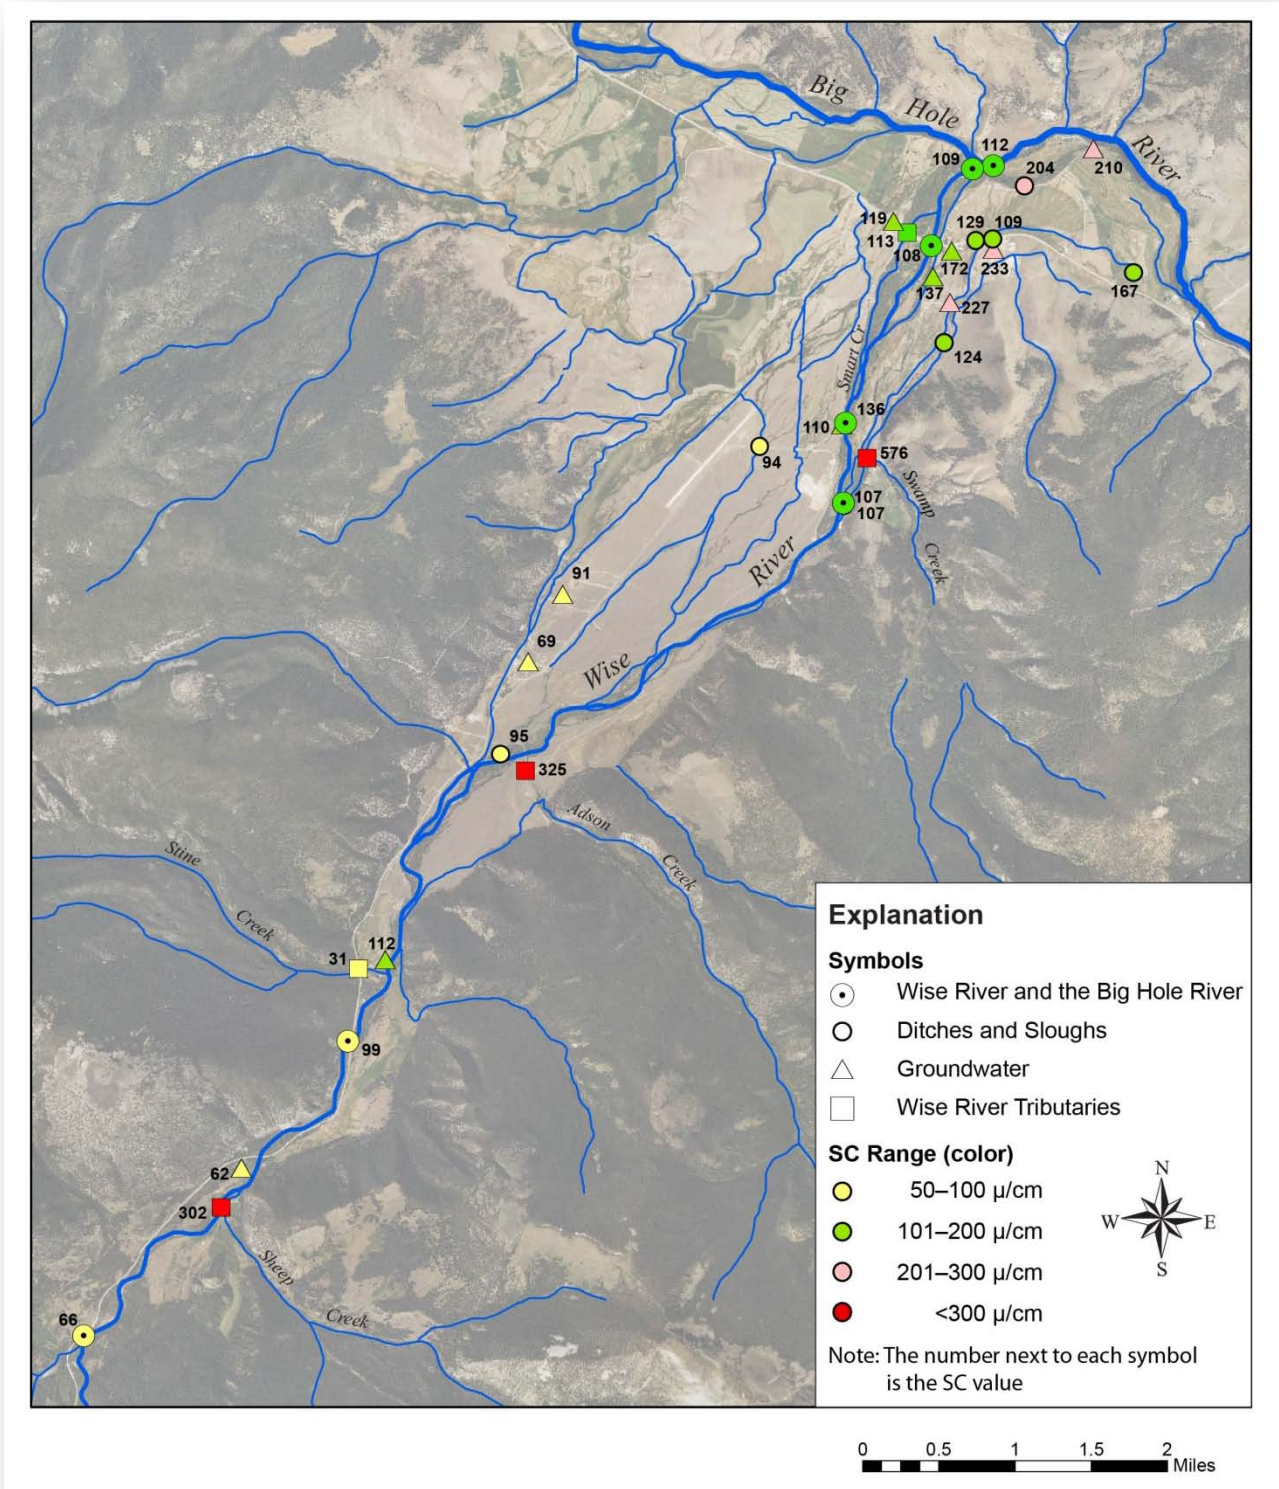 Big
Hole
River
109
112
204
210
119
113
108
129
109
172
233
137
167
227
124
Smart Cr
136
110
94
576
Swamp
Creek
107
107
River
91
69
Wise
95
325
Adson
Creek
Stine
Creek
31
112
99
62
302
Sheep
Creek
66
Explanation
Symbols
Wise River and the Big Hole River
Ditches and Sloughs
Groundwater
Wise River Tributaries
SC Range (color)
50–100 µ/cm
101–200 µ/cm
201–300 µ/cm
<300 µ/cm
N
W E
S
Note: The number next to each symbol
is the SC value
0 0.5 1 1.5 2
Miles